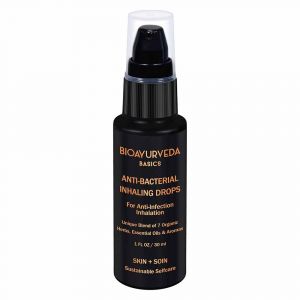 BIOAYURVEDA
BASICS
ANTI-BACTERIAL
INHALING DROPS
For Anti-Infection
Inhalation
Unique Blend of 7 Organic
Herbs, Essential Oils & Aromas
1 FL OZ / 30 ml
SKIN + SOIN
Sustainable Selfcare